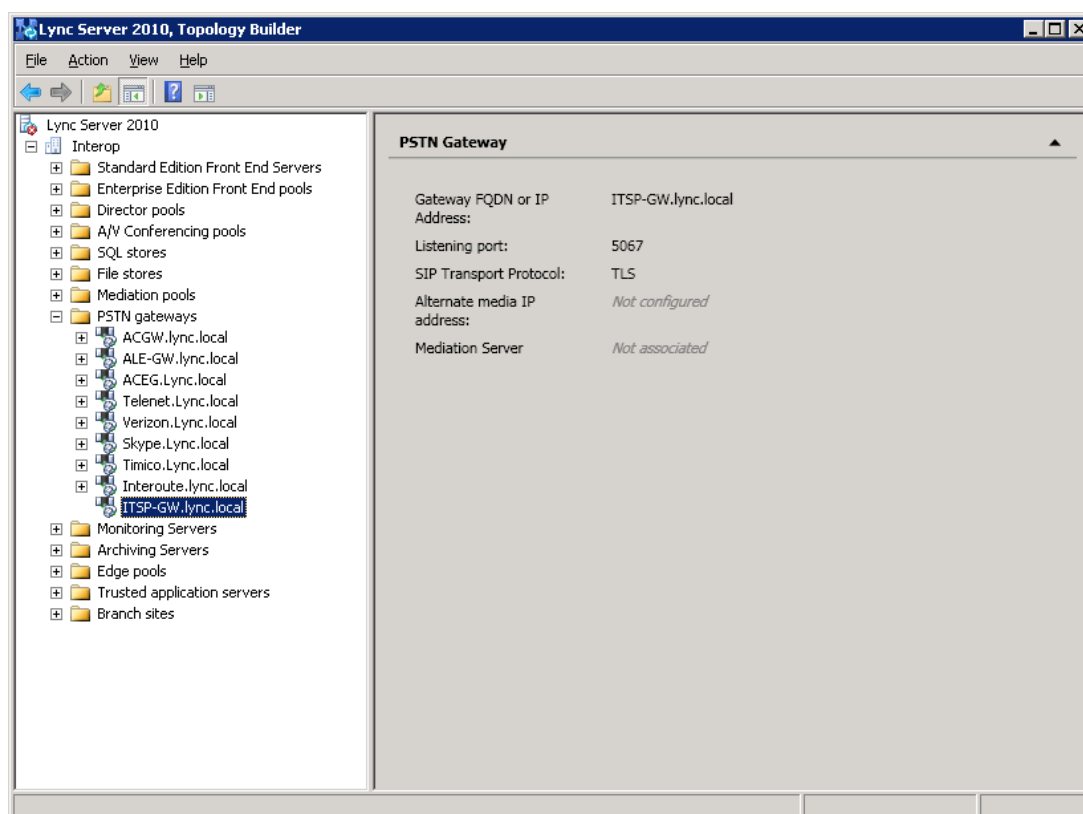 Lync Server 2010, Topology Builder
File Action View Help
Lync Server 2010
Interop
Standard Edition Front End Servers
Enterprise Edition Front End pools
Director pools
A/V Conferencing pools
SQL stores
File stores
Mediation pools
PSTN gateways
ACGW.lync.local
ALE-GW.lync.local
ACEG.Lync.local
Telenet.Lync.local
Verizon.Lync.local
Skype.Lync.local
Timico.Lync.local
Interoute.lync.local
ITSP-GW.lync.local
Monitoring Servers
Archiving Servers
Edge pools
Trusted application servers
Branch sites
PSTN Gateway
Gateway FQDN or IP ITSP-GW.lync.local
Address:
Listening port: 5067
SIP Transport Protocol: TLS
Alternate media IP Not configured
address:
Mediation Server Not associated